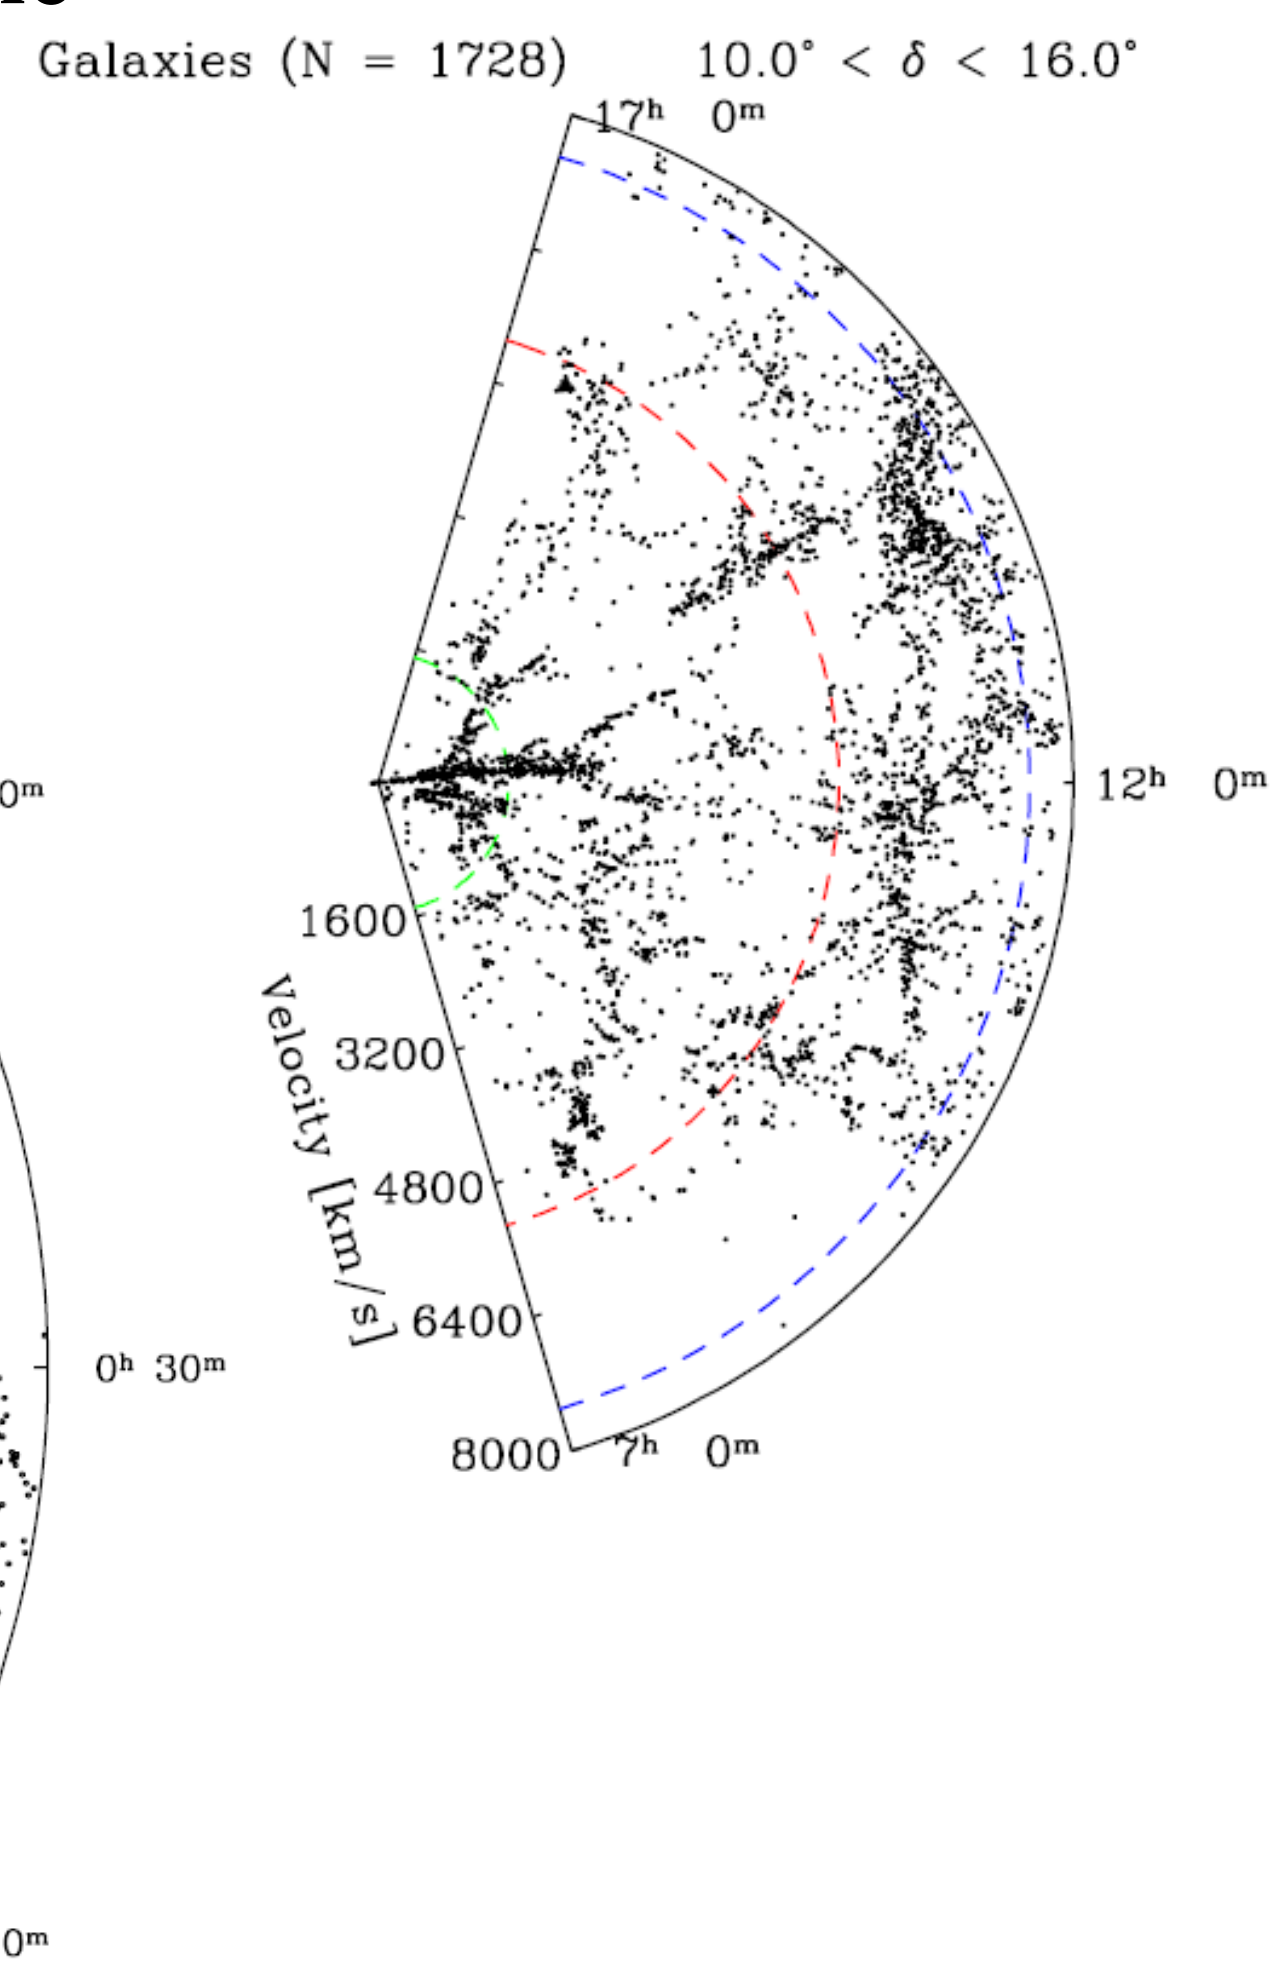 Galaxies (N = 1728) 10.0° < δ < 16.0°
17ʰ 0ᵐ
0ᵐ
12ʰ 0ᵐ
1600
3200
4800
6400
8000
Velocity [km/s]
0ʰ 30ᵐ
7ʰ 0ᵐ
0ᵐ